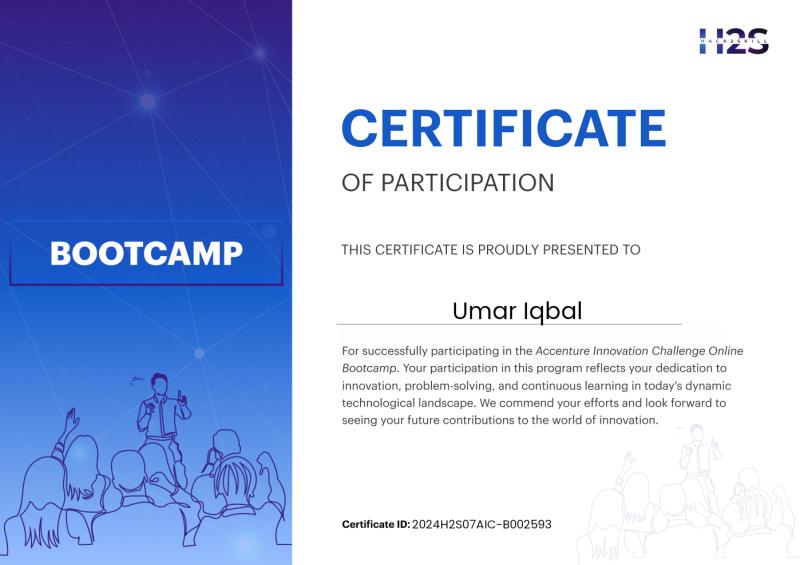 H2S
HACK2SKILL
CERTIFICATE
OF PARTICIPATION
BOOTCAMP
THIS CERTIFICATE IS PROUDLY PRESENTED TO
Umar Iqbal
For successfully participating in the Accenture Innovation Challenge Online
Bootcamp. Your participation in this program reflects your dedication to
innovation, problem-solving, and continuous learning in today's dynamic
technological landscape. We commend your efforts and look forward to
seeing your future contributions to the world of innovation.
Certificate ID: 2024H2S07AIC-B002593